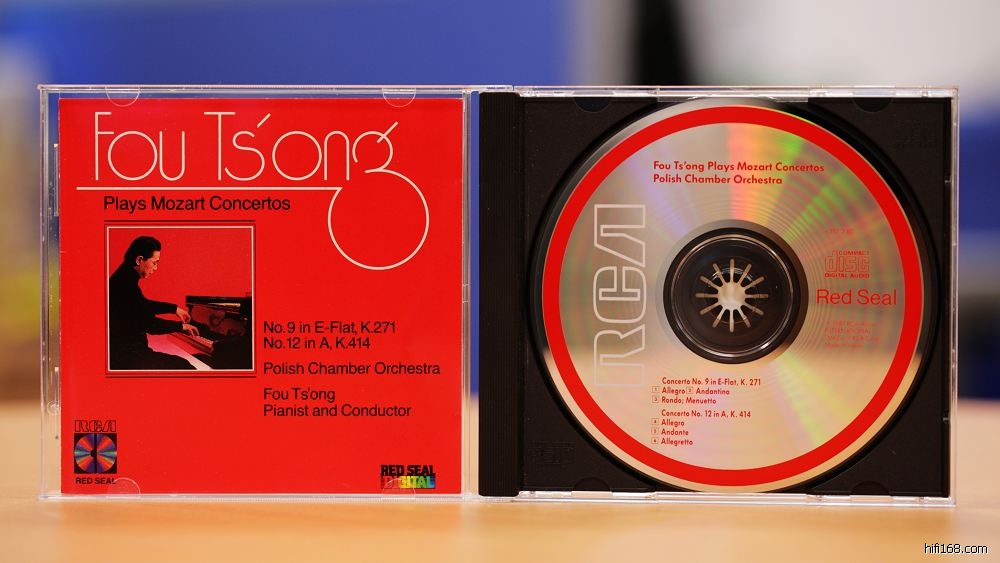 Fou Ts'ong
Plays Mozart Concertos
No. 9 in E-Flat, K.271
No. 12 in A, K.414
Polish Chamber Orchestra
Fou Ts'ong
Pianist and Conductor
RCA
RED SEAL
RED SEAL
DIGITAL
Fou Ts'ong Plays Mozart Concertos
Polish Chamber Orchestra
RCA
COMPACT
disc
DIGITAL AUDIO
Red Seal
Concerto No. 9 in E-Flat, K. 271
1 Allegro 2 Andantino
3 Rondo; Menuetto
Concerto No. 12 in A, K. 414
4 Allegro
5 Andante
6 Allegretto
hifi168.com